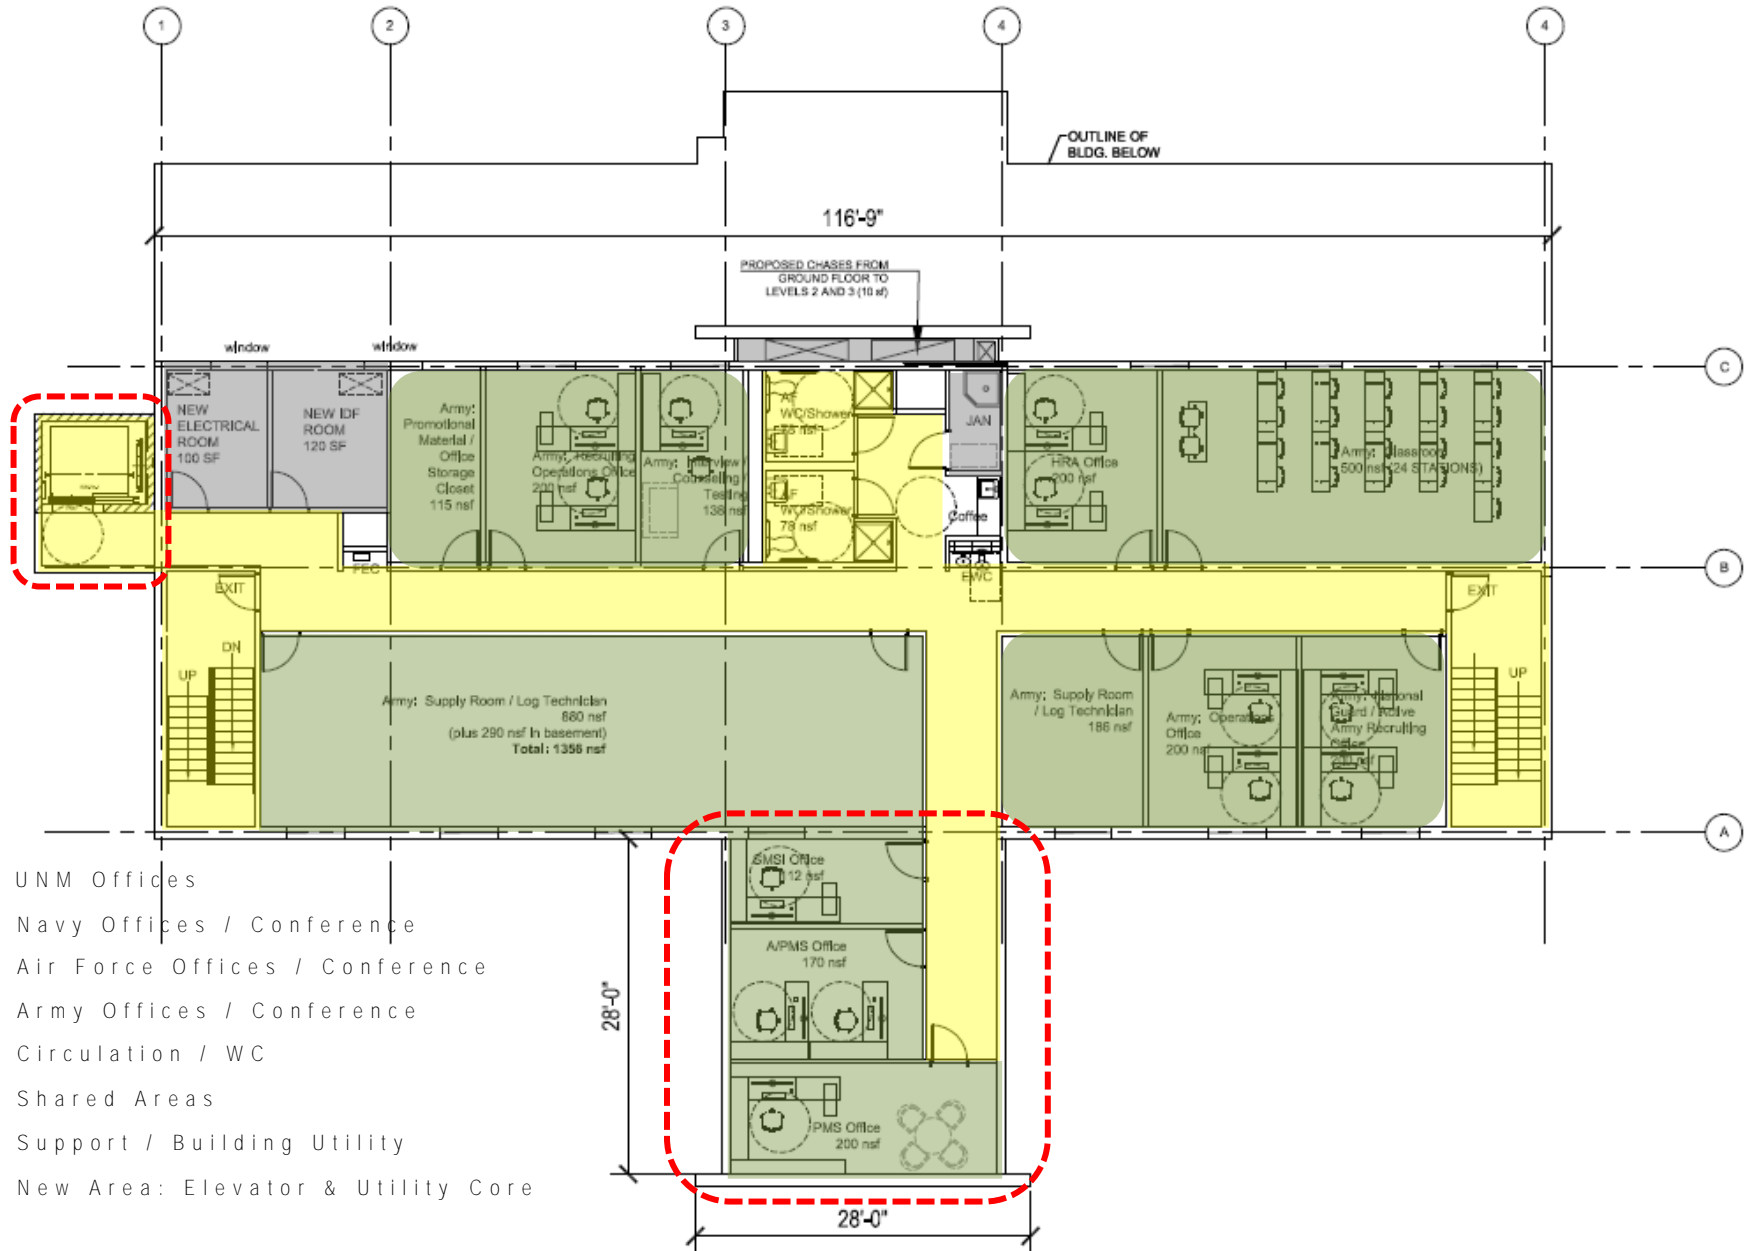 1
2
3
4
4
OUTLINE OF
BLDG. BELOW
116'-9"
PROPOSED CHASES FROM
GROUND FLOOR TO
LEVELS 2 AND 3 (10 sf)
window
window
C
NEW
ELECTRICAL
ROOM
100 SF
NEW IDF
ROOM
120 SF
Army:
Promotional
Material /
Office
Storage
Closet
115 nsf
Army: Recruiting
Operations Office
200 nsf
Army: Interview /
Counseling /
Testing
138 nsf
AF
WC/Shower
78 nsf
AF
WC/Shower
78 nsf
JAN
Coffee
HRA Office
200 nsf
Army: Classroom
500 nsf (24 STATIONS)
FEC
EWC
B
EXIT
EXIT
DN
UP
UP
Army: Supply Room / Log Technician
880 nsf
(plus 290 nsf in basement)
Total: 1356 nsf
Army: Supply Room
/ Log Technician
186 nsf
Army: Operations
Office
200 nsf
Army: National
Guard / Active
Army Recruiting
Office
200 nsf
A
SMSI Office
112 nsf
A/PMS Office
170 nsf
PMS Office
200 nsf
28'-0"
28'-0"
UNM Offices
Navy Offices / Conference
Air Force Offices / Conference
Army Offices / Conference
Circulation / WC
Shared Areas
Support / Building Utility
New Area: Elevator & Utility Core